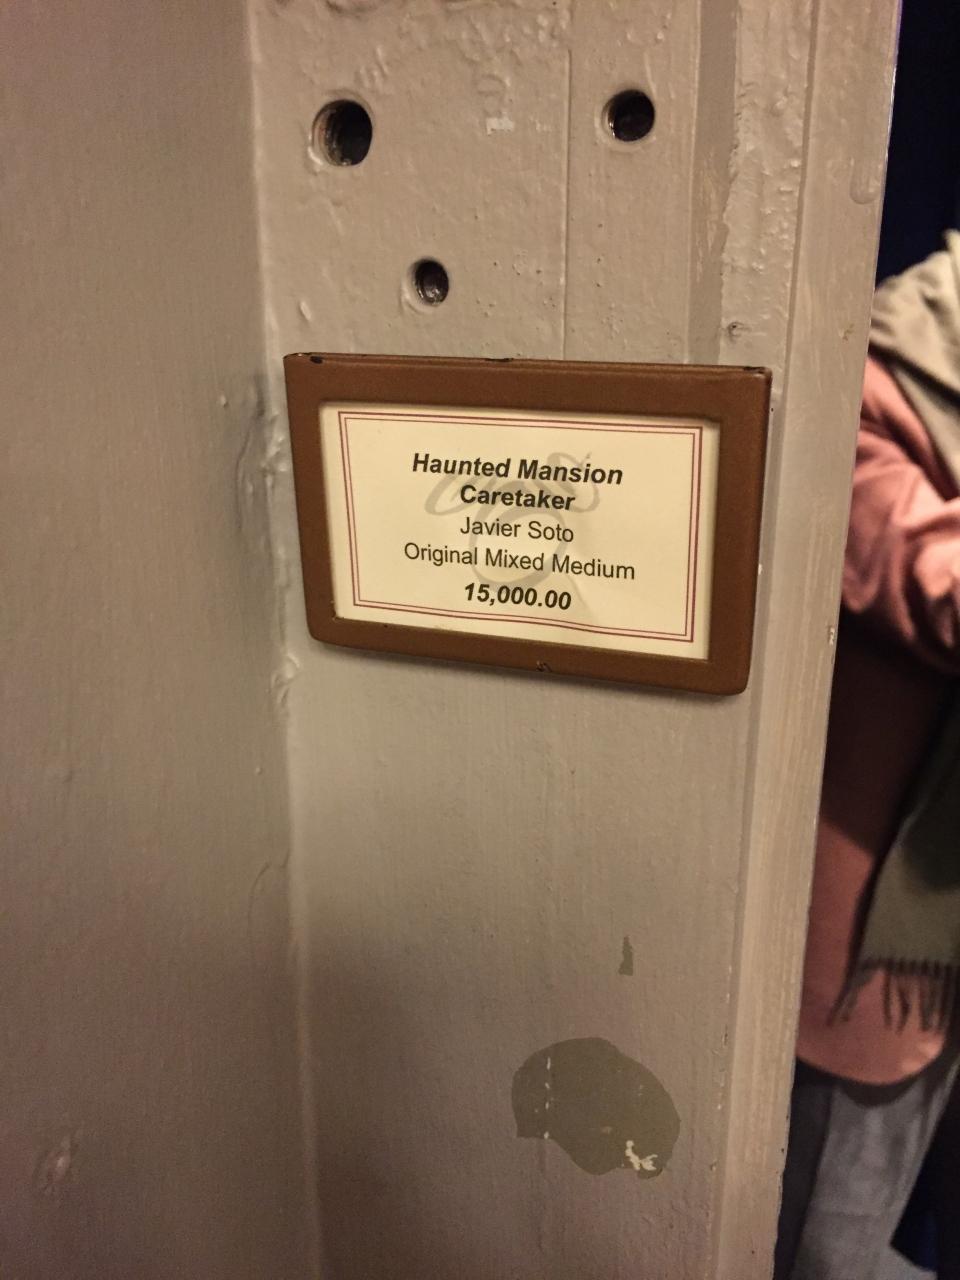 Haunted Mansion
Caretaker
Javier Soto
Original Mixed Medium
15,000.00